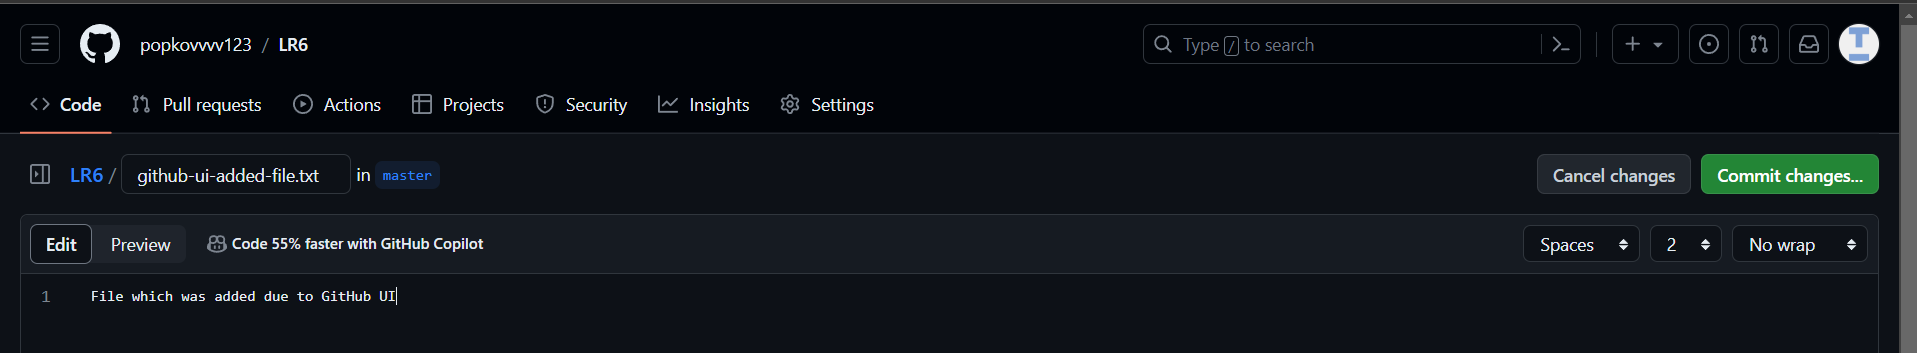 popkovvvv123 / LR6
Type / to search
Code Pull requests Actions Projects Security Insights Settings
LR6 / github-ui-added-file.txt in master
Cancel changes Commit changes...
Edit Preview Code 55% faster with GitHub Copilot
Spaces 2 No wrap
1 File which was added due to GitHub UI